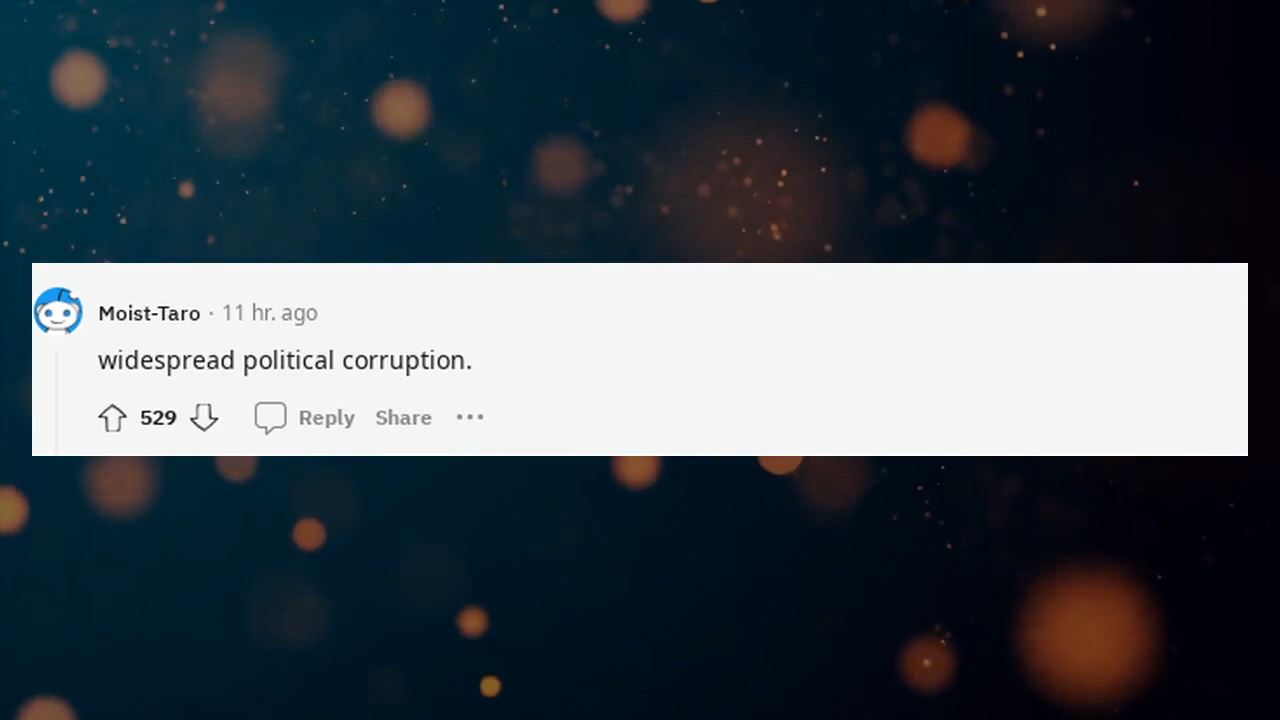 Moist-Taro · 11 hr. ago
widespread political corruption.
529 Reply Share ···